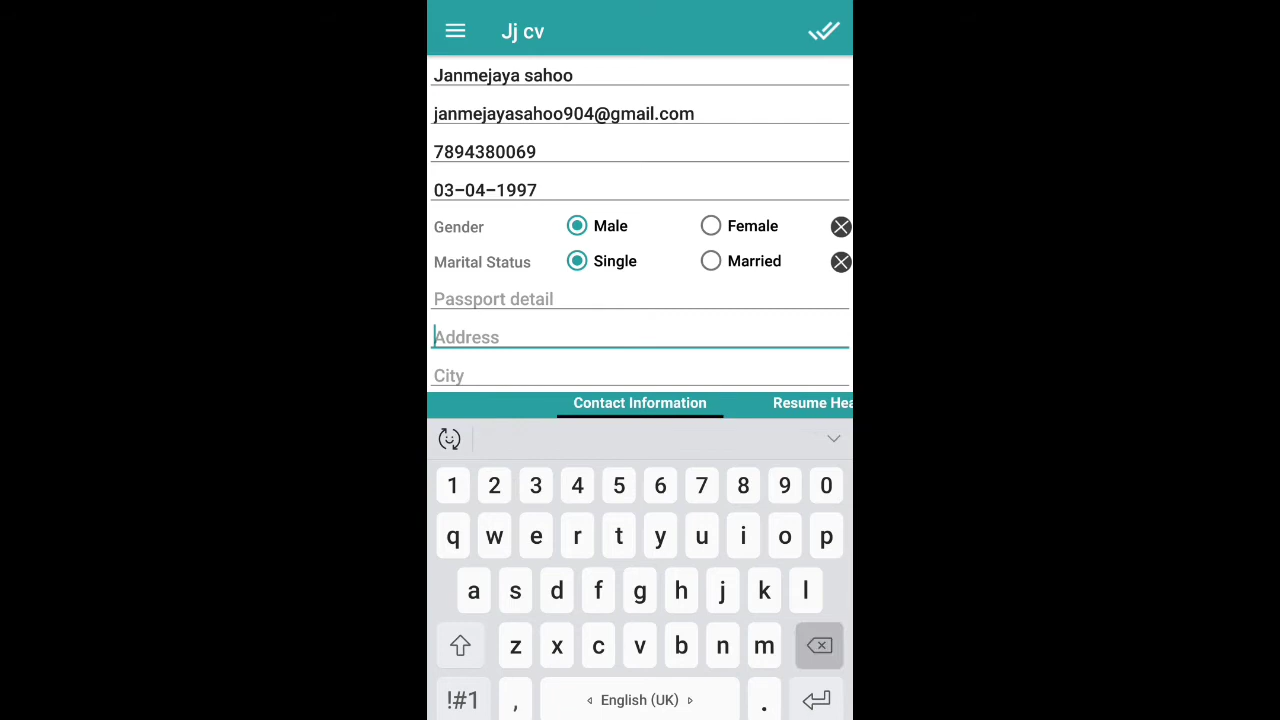 Jj cv
Janmejaya sahoo
janmejayasahoo904@gmail.com
7894380069
03-04-1997
Gender Male Female
Marital Status Single Married
Passport detail
Address
City
Contact Information Resume Hea
1 2 3 4 5 6 7 8 9 0
q w e r t y u i o p
a s d f g h j k l
z x c v b n m
!#1 , English (UK) .